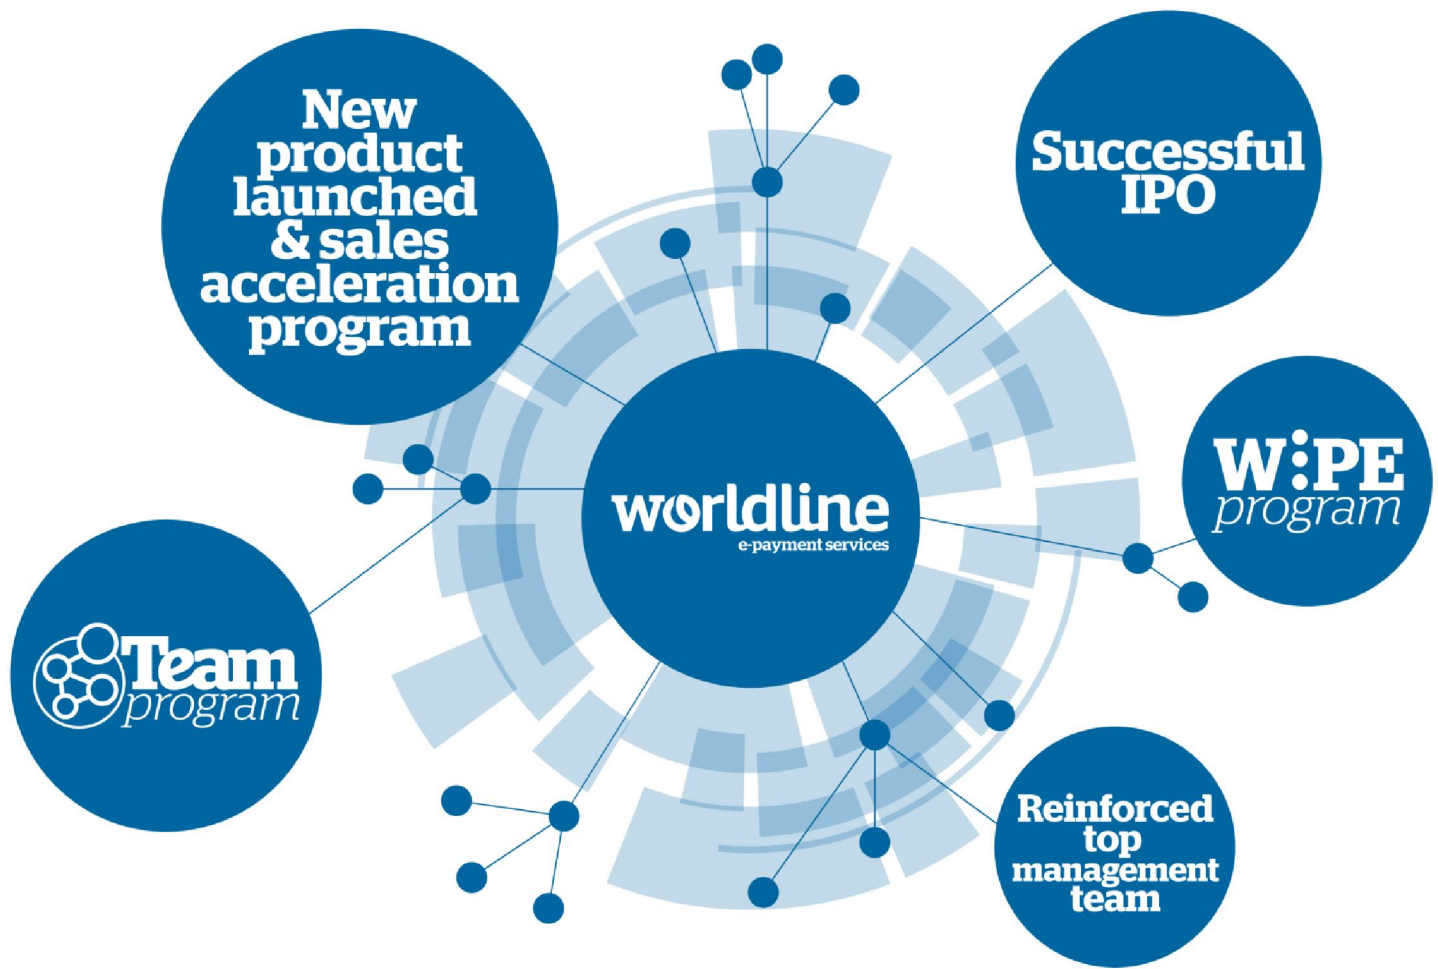 New
product
launched
& sales
acceleration
program
Successful
IPO
W:PE
program
worldline
e-payment services
Team
program
Reinforced
top
management
team